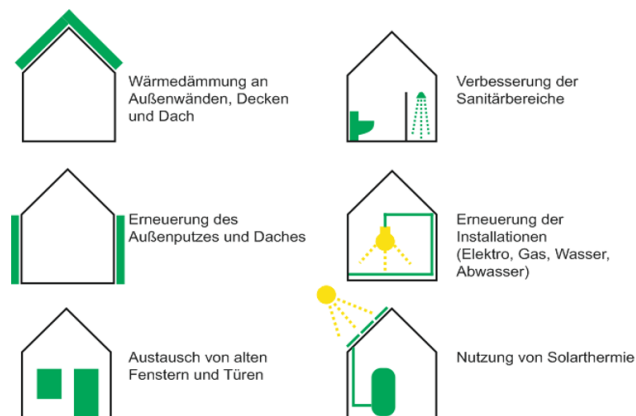 Wärmedämmung an
Außenwänden, Decken
und Dach
Verbesserung der
Sanitärbereiche
Erneuerung des
Außenputzes und Daches
Erneuerung der
Installationen
(Elektro, Gas, Wasser,
Abwasser)
Austausch von alten
Fenstern und Türen
Nutzung von Solarthermie